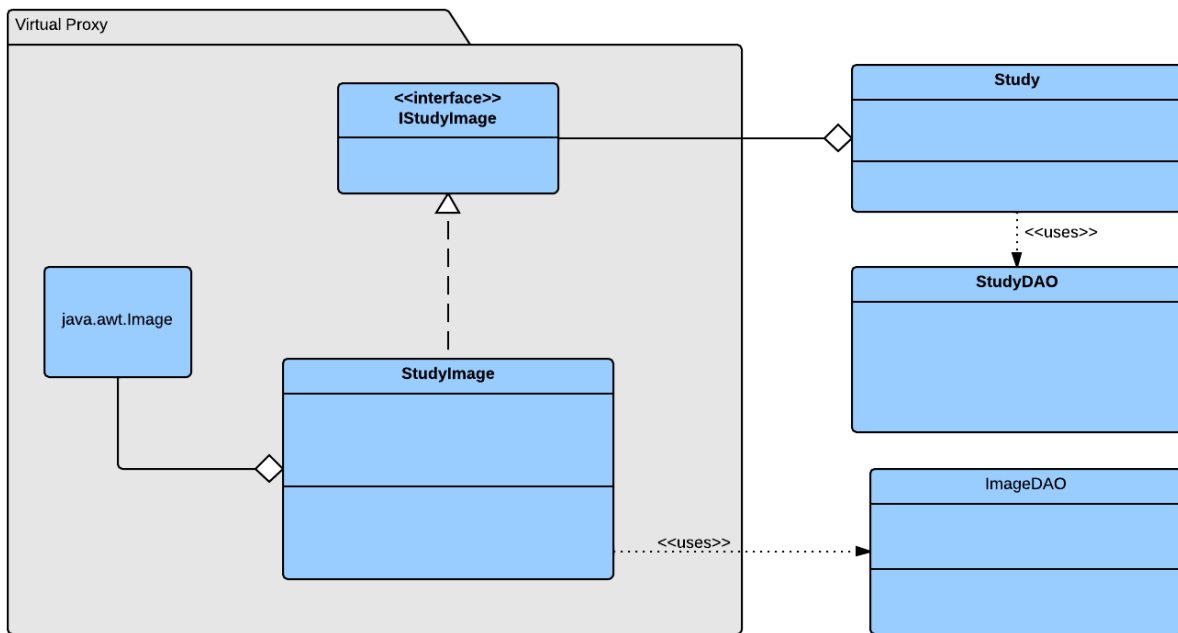 Virtual Proxy
<<interface>>
IStudyImage
Study
<<uses>>
StudyDAO
java.awt.Image
StudyImage
ImageDAO
<<uses>>